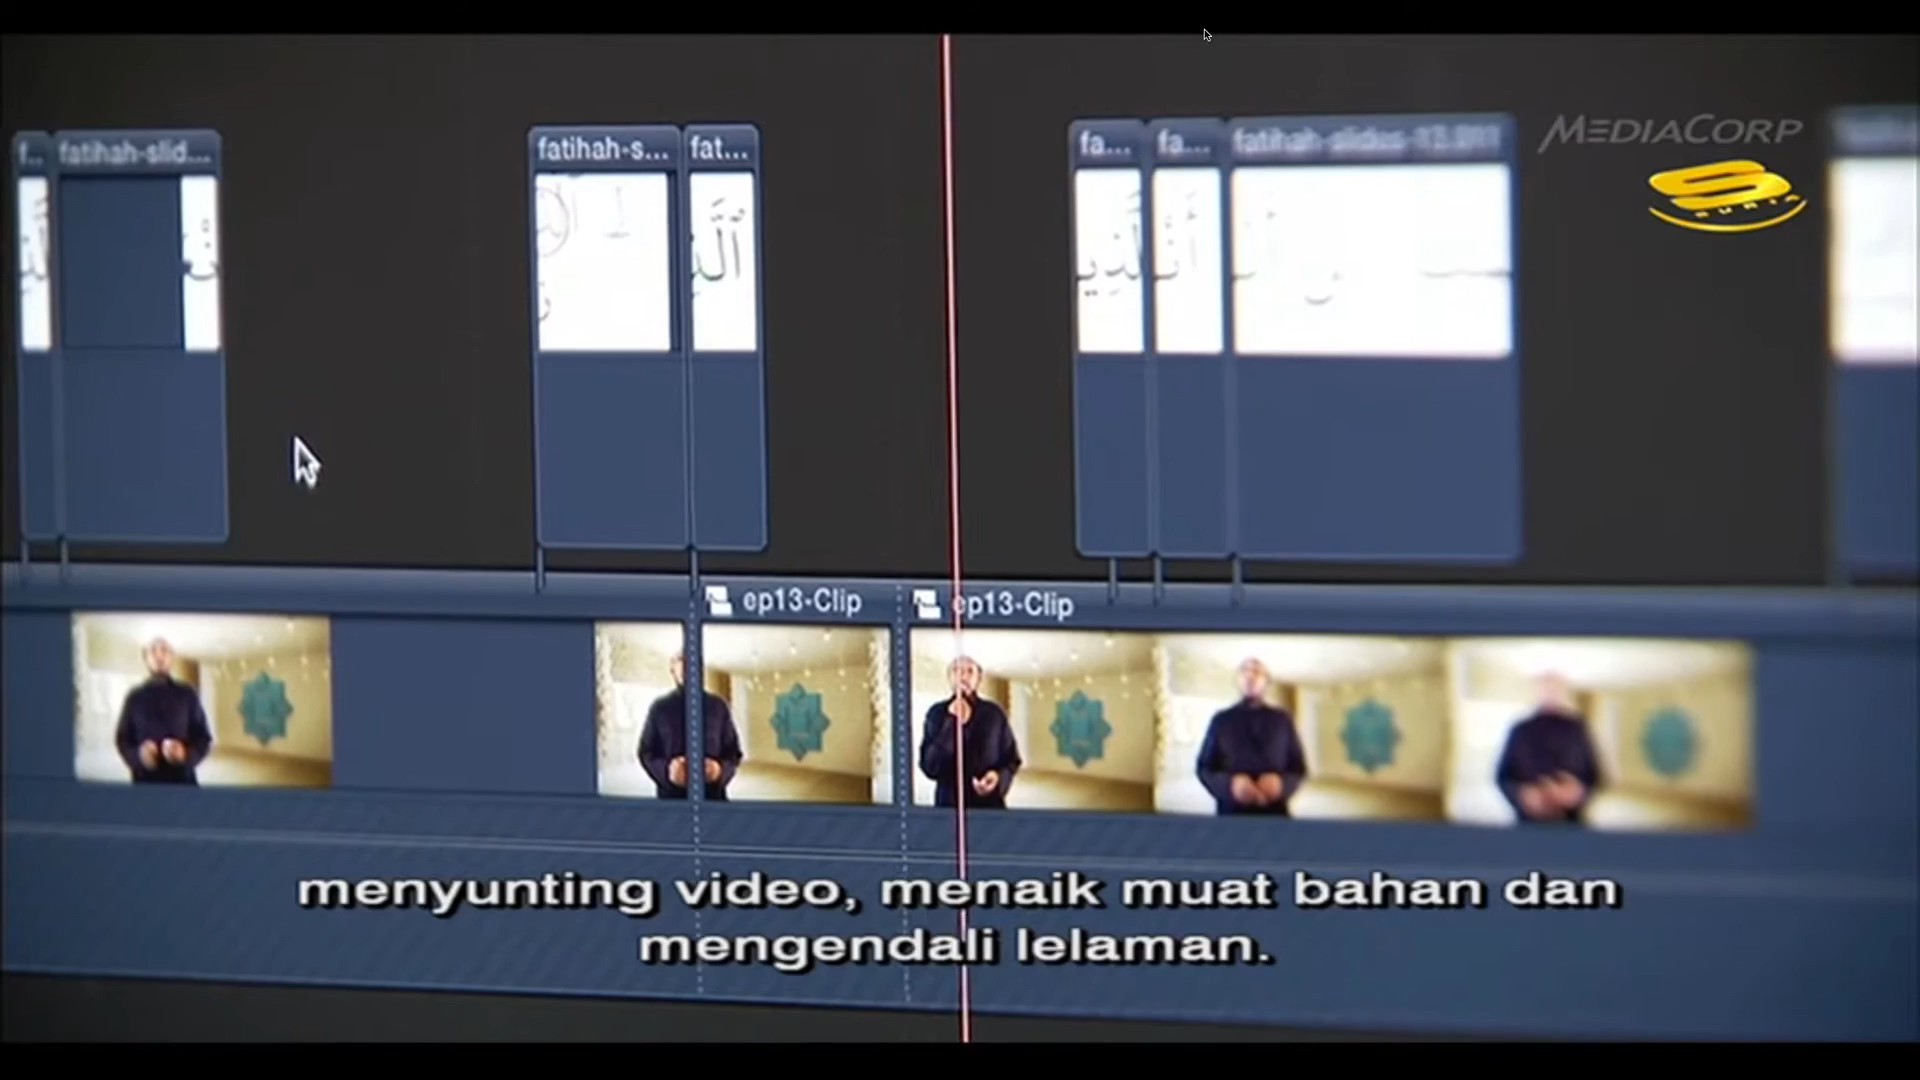 MEDIACORP
SURIA
f...
fatihah-slid...
fatihah-s...
fat...
fa...
fa...
ep13-Clip
ep13-Clip
menyunting video, menaik muat bahan dan
mengendali lelaman.